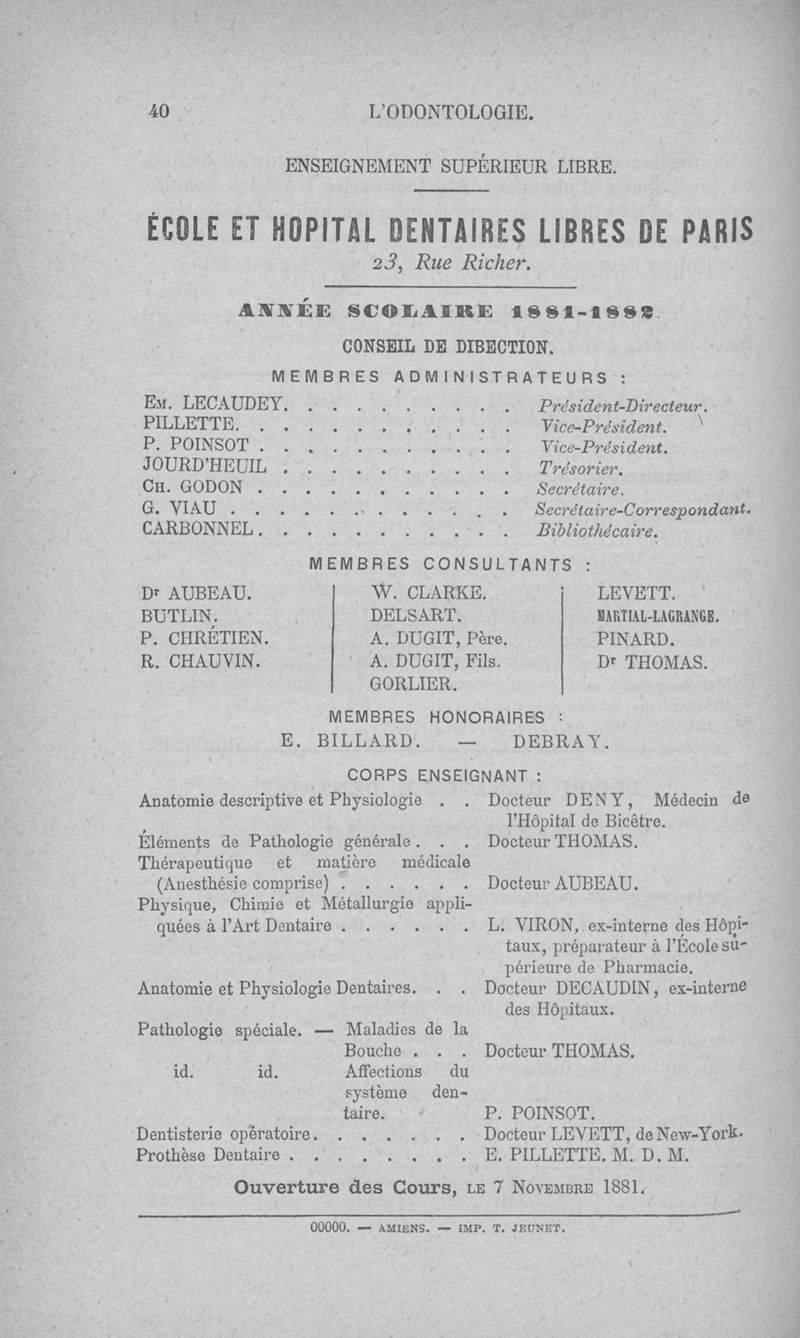 40 L'ODONTOLOGIE.
ENSEIGNEMENT SUPÉRIEUR LIBRE.
ÉCOLE ET HOPITAL DENTAIRES LIBRES DE PARIS
23, Rue Richer.
ANNÉE SCOLAIRE 1881-1882
CONSEIL DE DIBECTION.
MEMBRES ADMINISTRATEURS :
EM. LECAUDEY. . . . . . . . . . Président-Directeur.
PILLETTE. . . . . . . . . . . . Vice-Président.
P. POINSOT . . . . . . . . . . . Vice-Président.
JOURD'HEUIL . . . . . . . . . . Trésorier.
CH. GODON . . . . . . . . . . . Secrétaire.
G. VIAU . . . . . . . . . . . . Secrétaire-Correspondant.
CARBONNEL. . . . . . . . . . . Bibliothécaire.
MEMBRES CONSULTANTS :
Dr AUBEAU. W. CLARKE. LEVETT.
BUTLIN. DELSART. MARTIAL-LAGRANGE.
P. CHRÉTIEN. A. DUGIT, Père. PINARD.
R. CHAUVIN. A. DUGIT, Fils. Dr THOMAS.
GORLIER.
MEMBRES HONORAIRES :
E. BILLARD. — DEBRAY.
CORPS ENSEIGNANT :
Anatomie descriptive et Physiologie . . Docteur DENY, Médecin de
l'Hôpital de Bicêtre.
Éléments de Pathologie générale. . . Docteur THOMAS.
Thérapeutique et matière médicale
(Anesthésie comprise) . . . . . . Docteur AUBEAU.
Physique, Chimie et Métallurgie appli-
quées à l'Art Dentaire . . . . . . L. VIRON, ex-interne des Hôpi-
taux, préparateur à l'École su-
périeure de Pharmacie.
Anatomie et Physiologie Dentaires. . . Docteur DECAUDIN, ex-interne
des Hôpitaux.
Pathologie spéciale. — Maladies de la
Bouche . . . Docteur THOMAS.
id. id. Affections du
système den-
taire. P. POINSOT.
Dentisterie opératoire. . . . . . . Docteur LEVETT, de New-York.
Prothèse Dentaire . . . . . . . . E. PILLETTE. M. D. M.
Ouverture des Cours, LE 7 NOVEMBRE 1881.
00000. — AMIENS. — IMP. T. JEUNET.